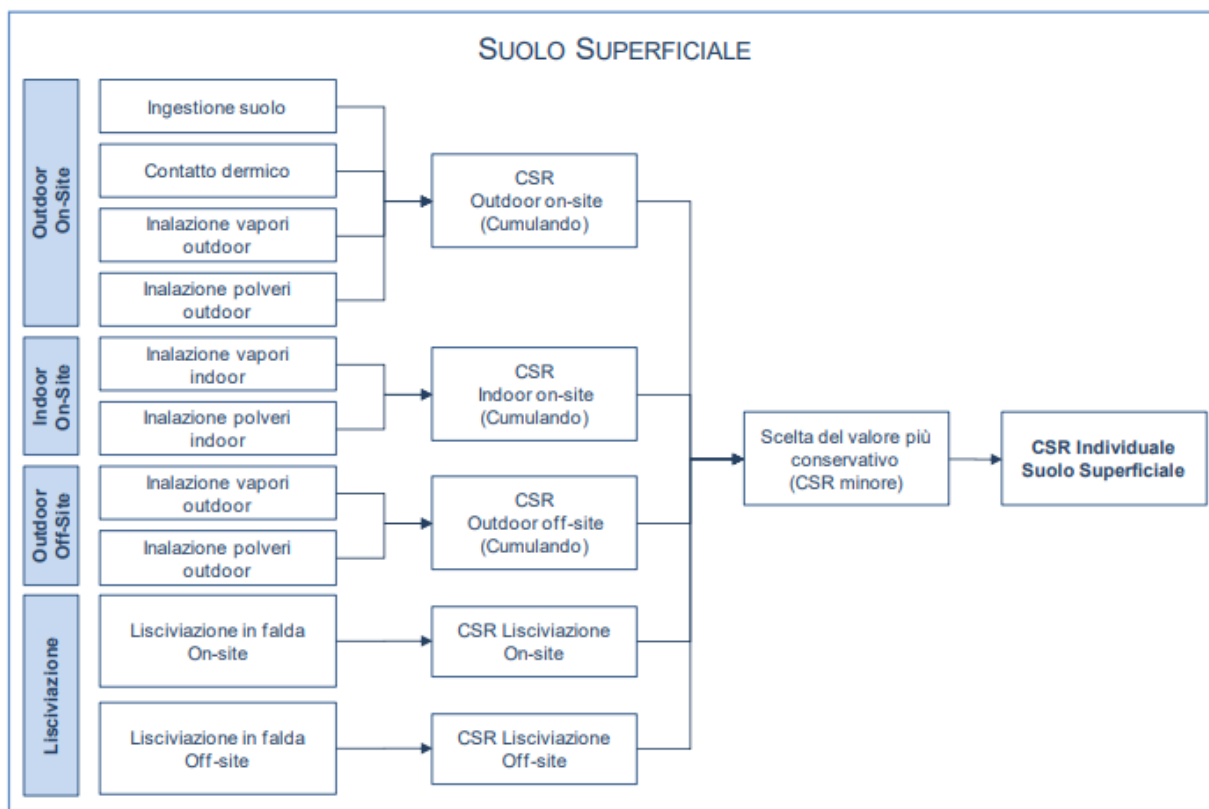 SUOLO SUPERFICIALE
Outdoor
On-Site
Ingestione suolo
Contatto dermico
Inalazione vapori
outdoor
Inalazione polveri
outdoor
CSR
Outdoor on-site
(Cumulando)
Indoor
On-Site
Inalazione vapori
indoor
Inalazione polveri
indoor
CSR
Indoor on-site
(Cumulando)
Outdoor
Off-Site
Inalazione vapori
outdoor
Inalazione polveri
outdoor
CSR
Outdoor off-site
(Cumulando)
Lisciviazione
Lisciviazione in falda
On-site
CSR Lisciviazione
On-site
Lisciviazione in falda
Off-site
CSR Lisciviazione
Off-site
Scelta del valore più
conservativo
(CSR minore)
CSR Individuale
Suolo Superficiale